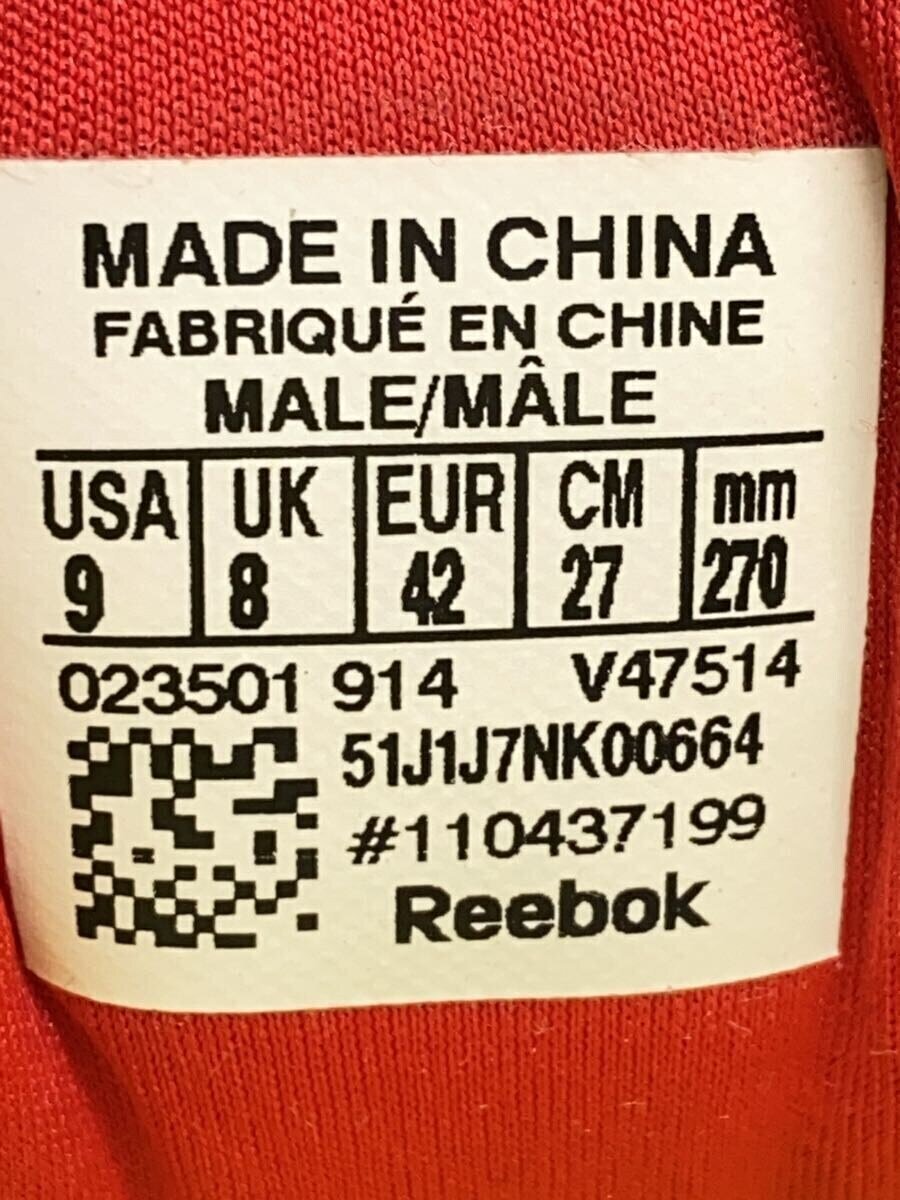 MADE IN CHINA
FABRIQUÉ EN CHINE
MALE/MÂLE
USA UK EUR CM mm
9 8 42 27 270
023501 914 V47514
51J1J7NK00664
#110437199
Reebok